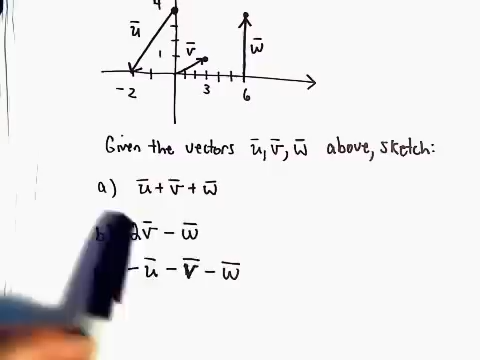 4
u̅
v̅
w̅
1
-2
3
6
Given the vectors u̅, v̅, w̅ above, sketch:
a) u̅ + v̅ + w̅
b) 2v̅ - w̅
- u̅ - v̅ - w̅